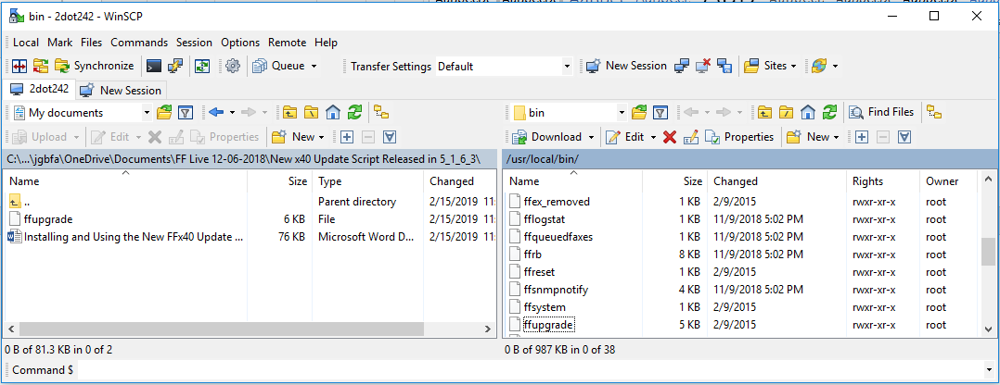 bin - 2dot242 - WinSCP
Local Mark Files Commands Session Options Remote Help
Synchronize Queue Transfer Settings Default New Session Sites
2dot242 New Session
My documents bin Find Files
Upload Edit Properties New Download Edit Properties New
C:\...\jgbfa\OneDrive\Documents\FF Live 12-06-2018\New x40 Update Script Released in 5_1_6_3\ /usr/local/bin/
Name Size Type Changed Name Size Changed Rights Owner
.. Parent directory 2/15/2019 11: ffex_removed 1 KB 2/9/2015 rwxr-xr-x root
ffupgrade 6 KB File 2/15/2019 11: fflogstat 1 KB 11/9/2018 5:02 PM rwxr-xr-x root
Installing and Using the New FFx40 Update ... 76 KB Microsoft Word D... 2/15/2019 11: ffqueuedfaxes 1 KB 11/9/2018 5:02 PM rwxr-xr-x root
ffrb 8 KB 11/9/2018 5:02 PM rwxr-xr-x root
ffreset 1 KB 2/9/2015 rwxr-xr-x root
ffsnmpnotify 4 KB 11/9/2018 5:02 PM rwxr-xr-x root
ffsystem 1 KB 2/9/2015 rwxr-xr-x root
ffupgrade 5 KB 2/9/2015 rwxr-xr-x root
0 B of 81.3 KB in 0 of 2 0 B of 987 KB in 0 of 38
Command $